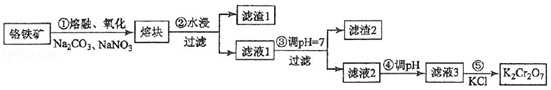 铬铁矿 ①熔融、氧化 Na₂CO₃、NaNO₃ 熔块 ②水浸 过滤 滤渣1
滤液1 ③调pH=7 过滤 滤渣2
滤液2 ④调pH 滤液3 ⑤ KCl K₂Cr₂O₇